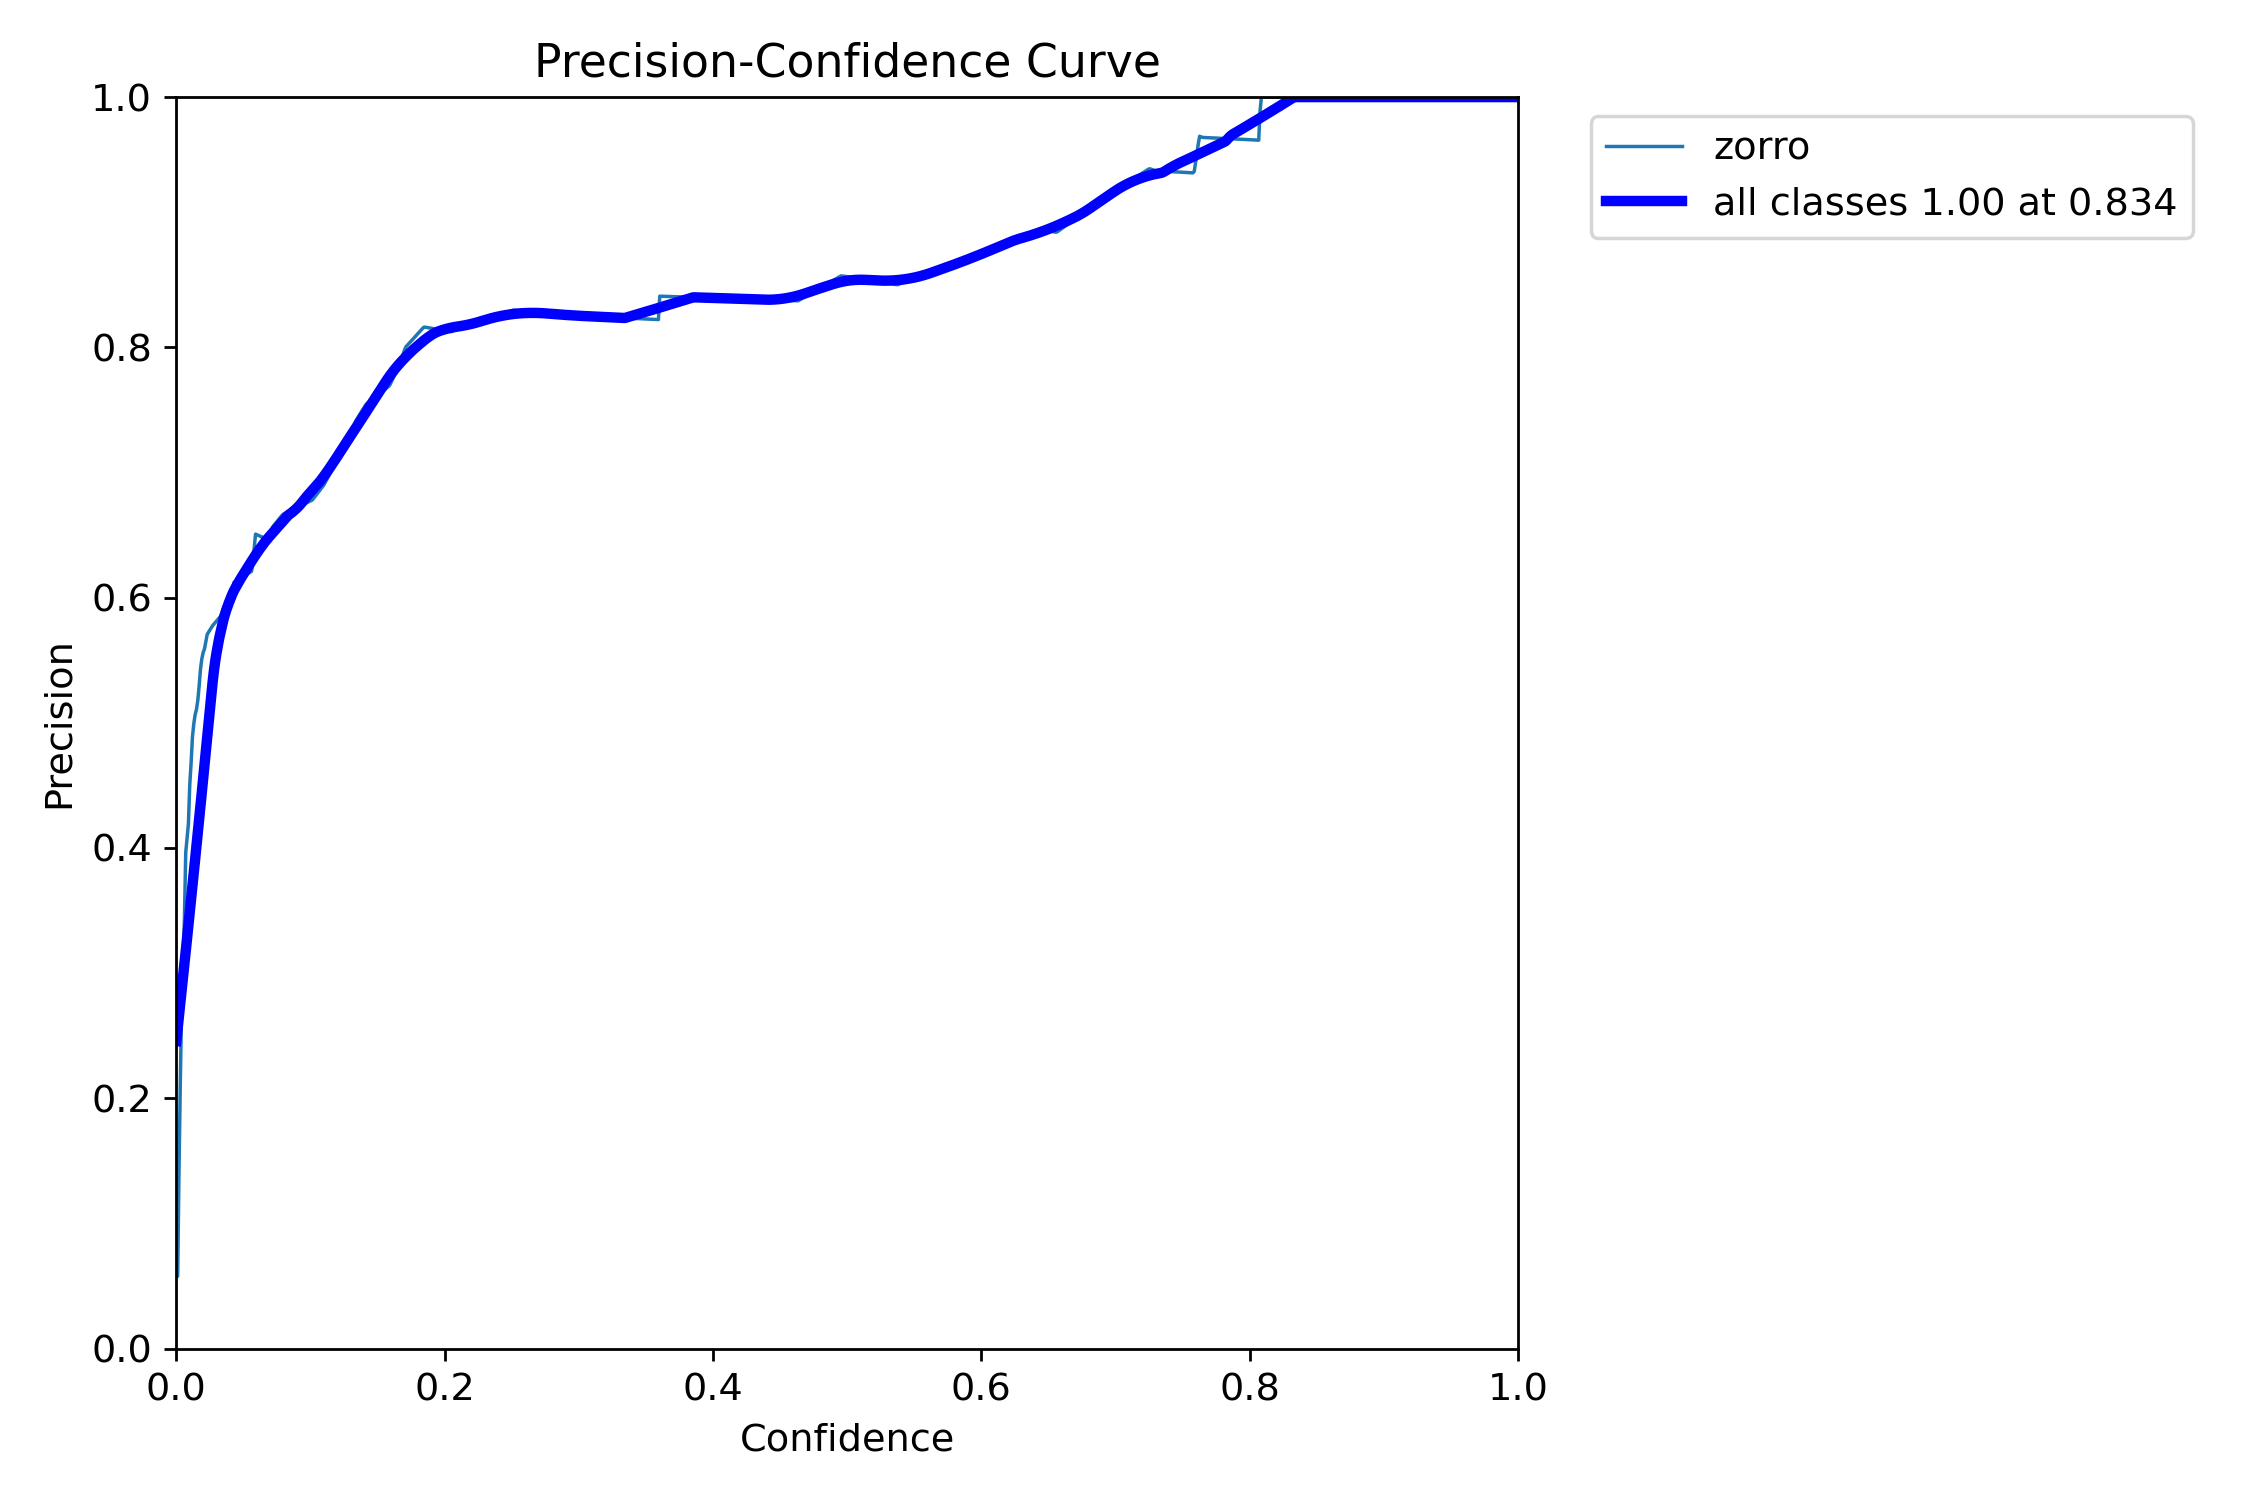 Precision-Confidence Curve
1.0
0.8
0.6
0.4
0.2
0.0
Precision
0.0 0.2 0.4 0.6 0.8 1.0
Confidence
zorro
all classes 1.00 at 0.834